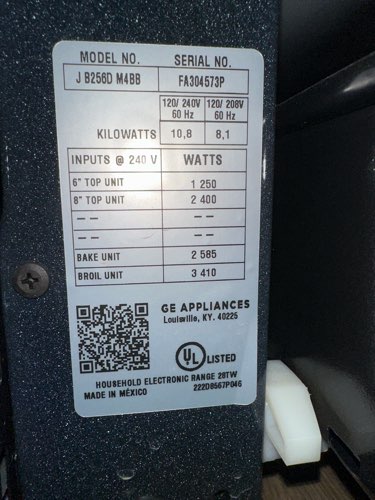 MODEL NO. SERIAL NO.
J B256D M4BB FA304573P
120/ 240V 120/ 208V
60 Hz 60 Hz
KILOWATTS 10,8 8,1
INPUTS @ 240 V WATTS
6" TOP UNIT 1 250
8" TOP UNIT 2 400
-- --
-- --
BAKE UNIT 2 585
BROIL UNIT 3 410
GE APPLIANCES
Louisville, KY. 40225
UL LISTED
HOUSEHOLD ELECTRONIC RANGE 28TW
MADE IN MÉXICO 222D8567P046